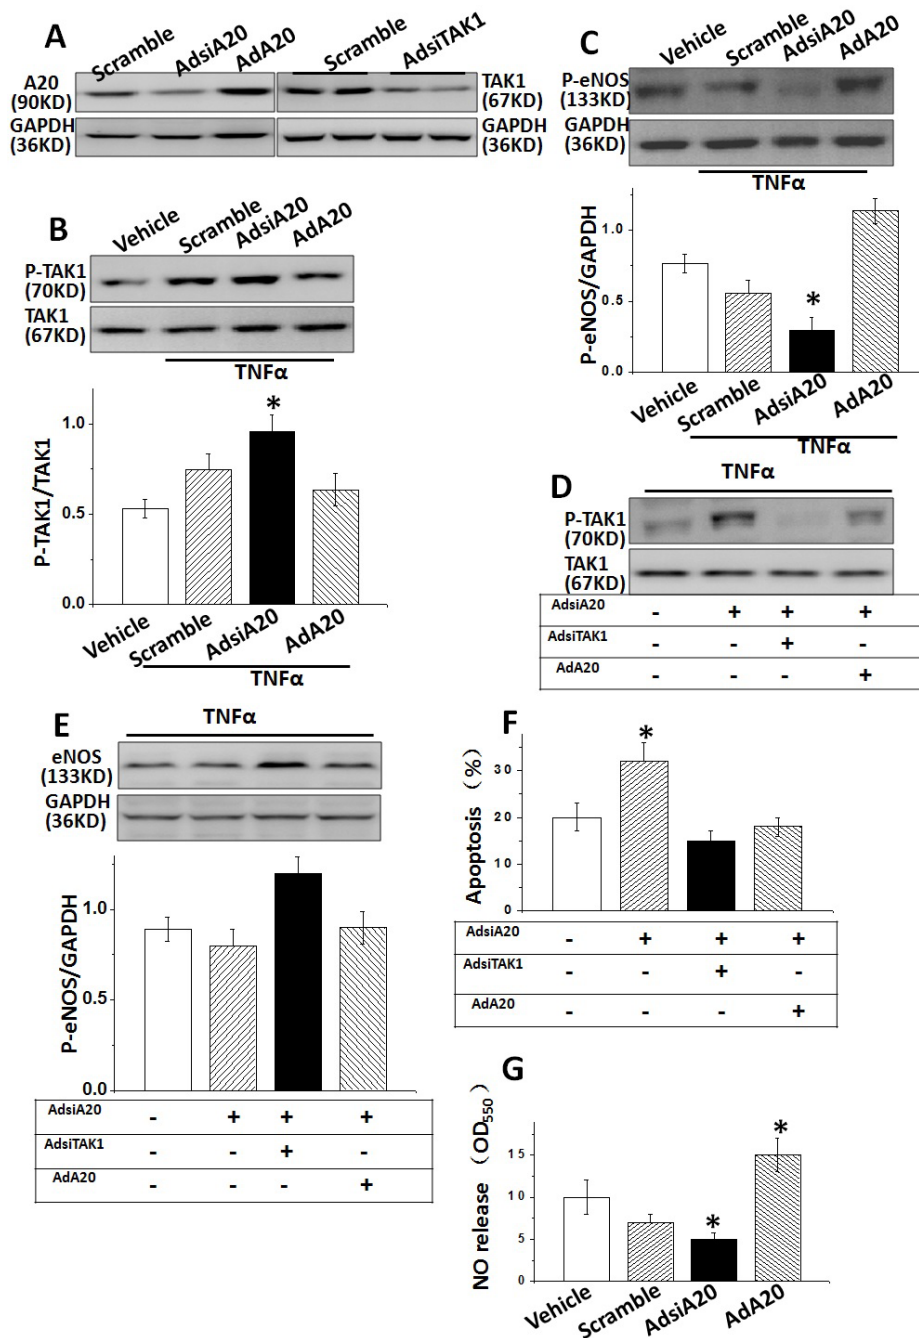 A
Scramble AdsiA20 AdA20 Scramble AdsiTAK1
A20
(90KD)
TAK1
(67KD)
GAPDH
(36KD)
GAPDH
(36KD)
B
Vehicle Scramble AdsiA20 AdA20
P-TAK1
(70KD)
TAK1
(67KD)
TNFα
P-TAK1/TAK1
1.0
0.5
0.0
*
Vehicle Scramble AdsiA20 AdA20
TNFα
C
Vehicle Scramble AdsiA20 AdA20
P-eNOS
(133KD)
GAPDH
(36KD)
TNFα
P-eNOS/GAPDH
1.0
0.5
0.0
*
Vehicle Scramble AdsiA20 AdA20
TNFα
D
TNFα
P-TAK1
(70KD)
TAK1
(67KD)
AdsiA20 - + + +
AdsiTAK1 - - + -
AdA20 - - - +
E
TNFα
eNOS
(133KD)
GAPDH
(36KD)
P-eNOS/GAPDH
1.0
0.5
0.0
AdsiA20 - + + +
AdsiTAK1 - - + -
AdA20 - - - +
F
Apoptosis (%)
30
20
10
0
*
AdsiA20 - + + +
AdsiTAK1 - - + -
AdA20 - - - +
G
NO release (OD550)
15
10
5
0
* *
Vehicle Scramble AdsiA20 AdA20